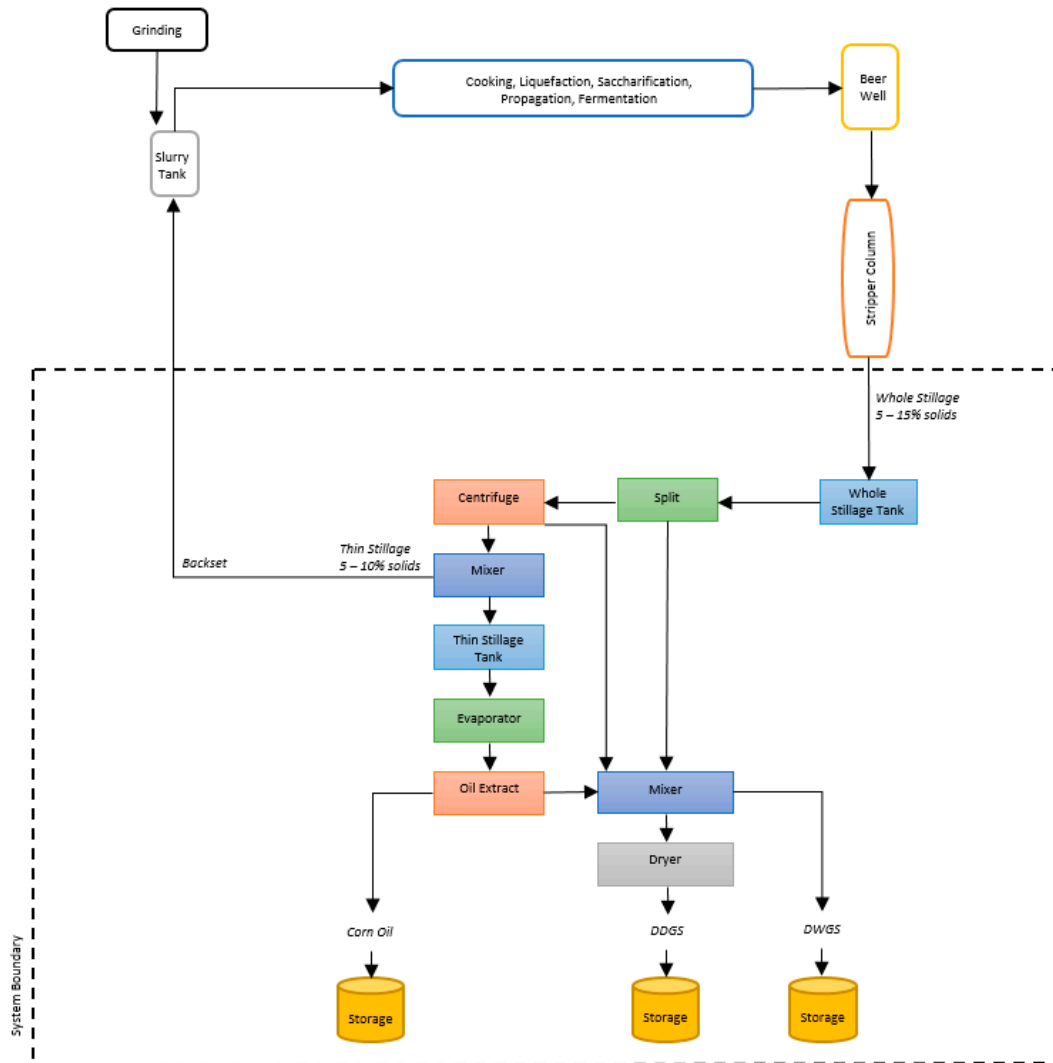 Grinding
Cooking, Liquefaction, Saccharification,
Propagation, Fermentation
Beer
Well
Slurry
Tank
Stripper Column
Whole Stillage
5 – 15% solids
Centrifuge
Split
Whole
Stillage Tank
Backset
Thin Stillage
5 – 10% solids
Mixer
Thin Stillage
Tank
Evaporator
Oil Extract
Mixer
Dryer
Corn Oil
DDGS
DWGS
Storage
Storage
Storage
System Boundary